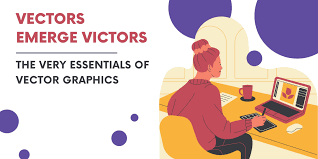 VECTORS
EMERGE VICTORS
THE VERY ESSENTIALS OF
VECTOR GRAPHICS